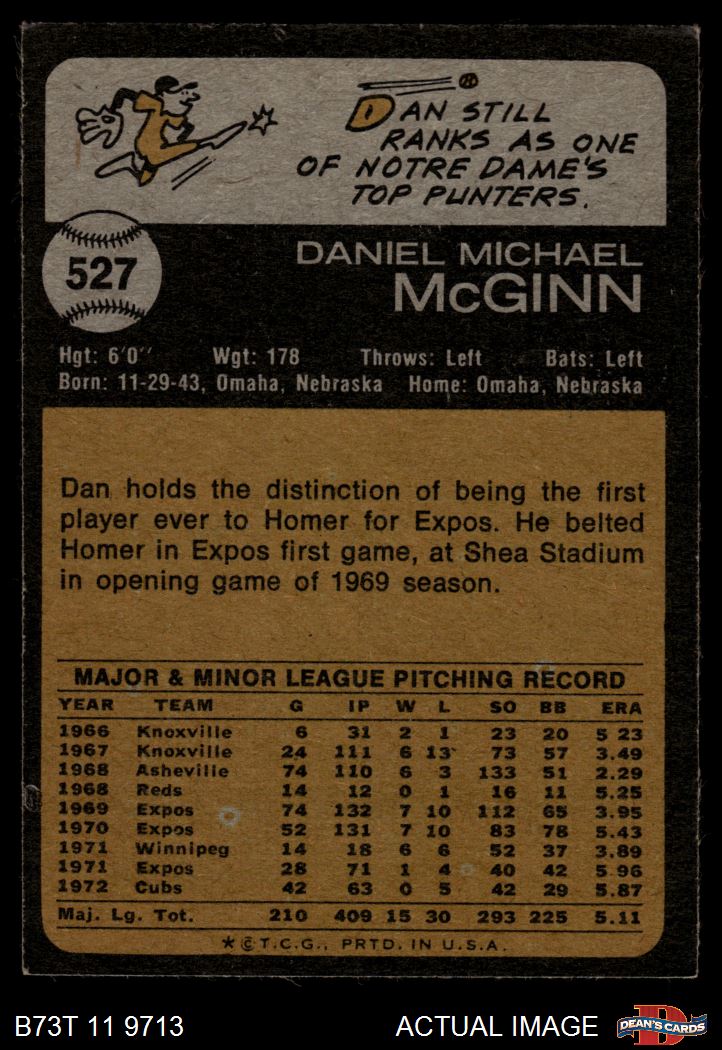 DAN STILL
RANKS AS ONE
OF NOTRE DAME'S
TOP PUNTERS.
527
DANIEL MICHAEL
McGINN
Hgt: 6'0" Wgt: 178 Throws: Left Bats: Left
Born: 11-29-43, Omaha, Nebraska Home: Omaha, Nebraska
Dan holds the distinction of being the first
player ever to Homer for Expos. He belted
Homer in Expos first game, at Shea Stadium
in opening game of 1969 season.
MAJOR & MINOR LEAGUE PITCHING RECORD
YEAR TEAM G IP W L SO BB ERA
1966 Knoxville 6 31 2 1 23 20 5 23
1967 Knoxville 24 111 6 13 73 57 3.49
1968 Asheville 74 110 6 3 133 51 2.29
1968 Reds 14 12 0 1 16 11 5.25
1969 Expos 74 132 7 10 112 65 3.95
1970 Expos 52 131 7 10 83 78 5.43
1971 Winnipeg 14 18 6 6 52 37 3.89
1971 Expos 28 71 1 4 40 42 5.96
1972 Cubs 42 63 0 5 42 29 5.87
Maj. Lg. Tot. 210 409 15 30 293 225 5.11
★ © T.C.G., PRTD. IN U.S.A.
B73T 11 9713 ACTUAL IMAGE D DEAN'S CARDS